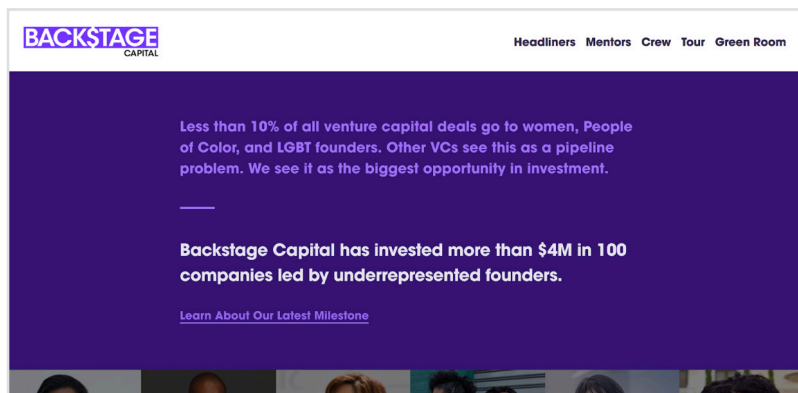 BACK$TAGE
CAPITAL
Headliners Mentors Crew Tour Green Room
Less than 10% of all venture capital deals go to women, People
of Color, and LGBT founders. Other VCs see this as a pipeline
problem. We see it as the biggest opportunity in investment.
Backstage Capital has invested more than $4M in 100
companies led by underrepresented founders.
Learn About Our Latest Milestone